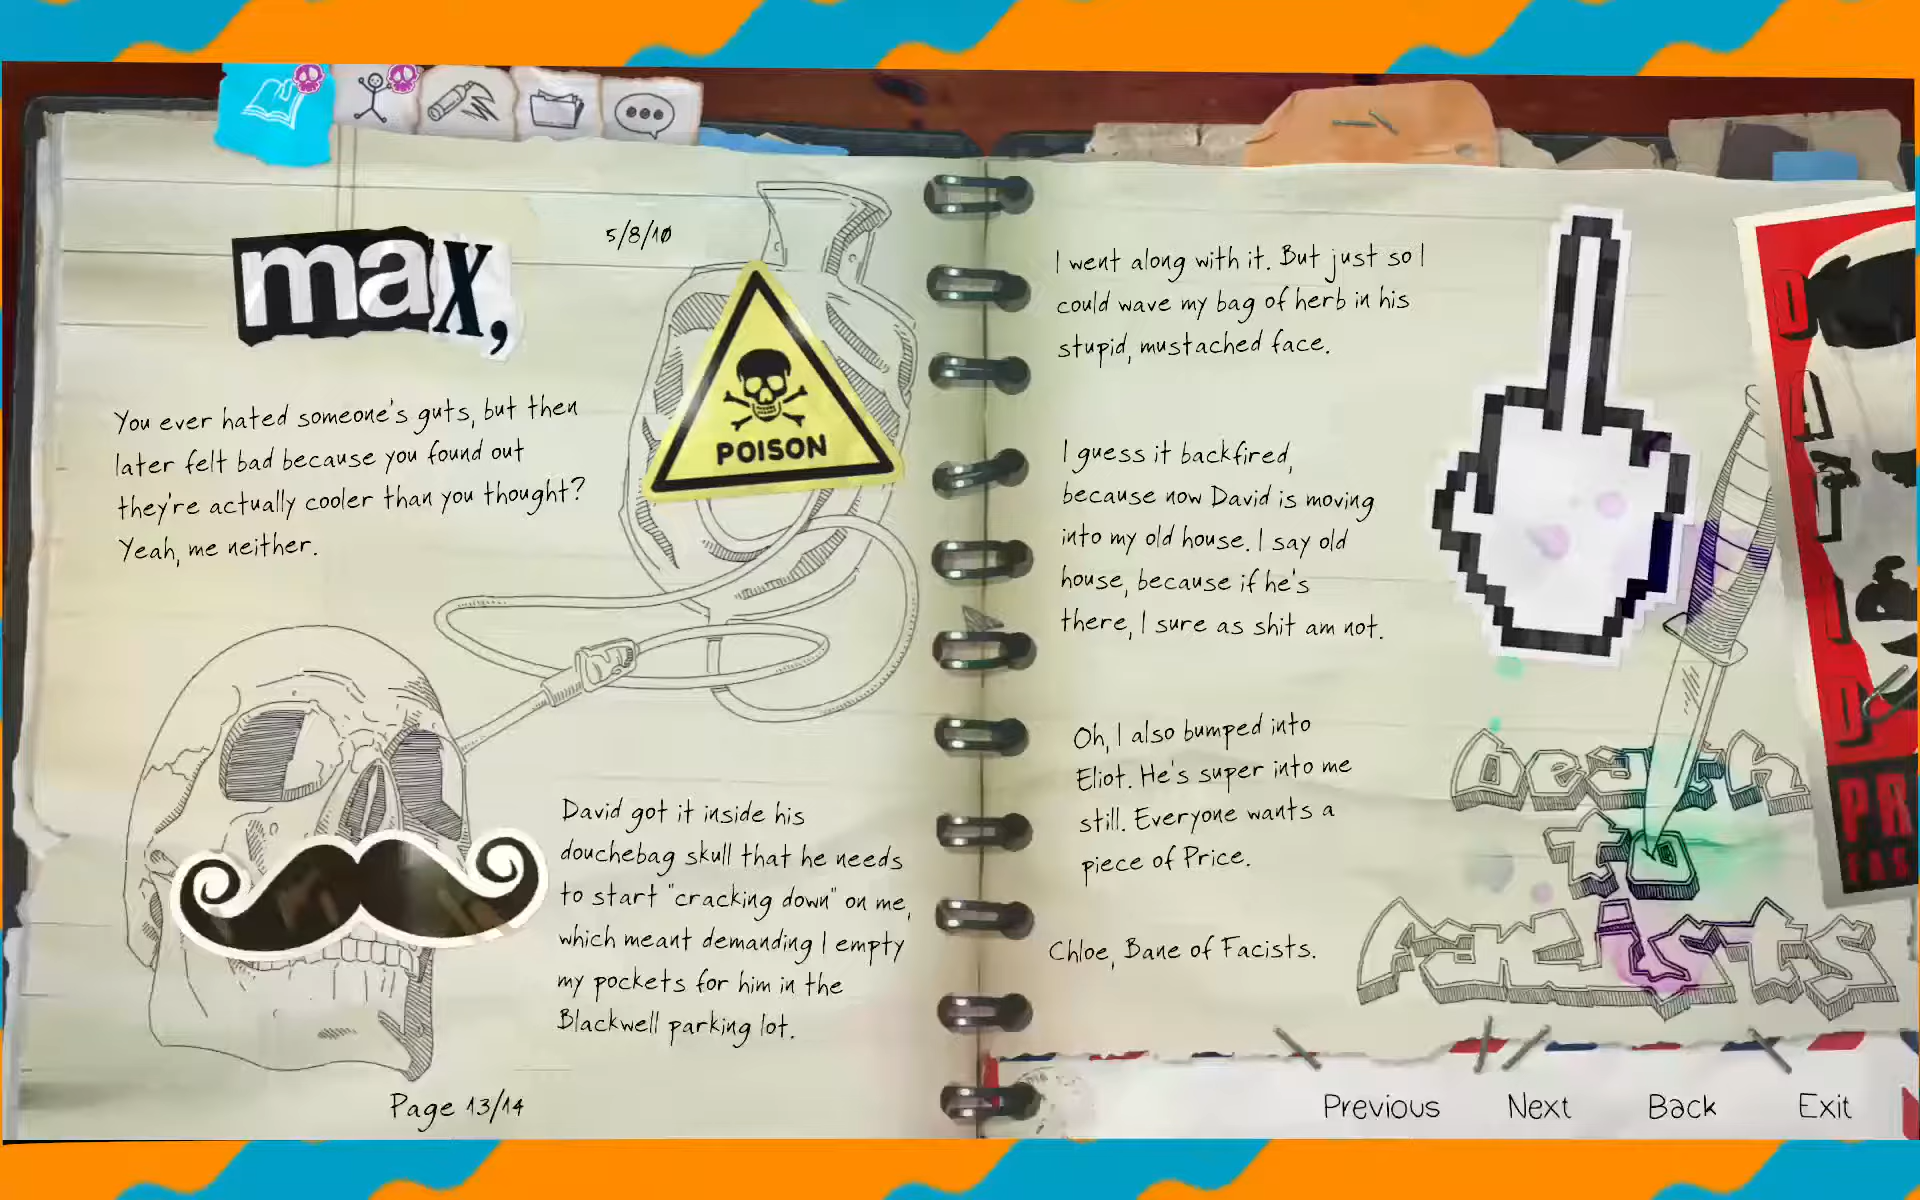 max,
5/8/10
You ever hated someone's guts, but then
later felt bad because you found out
they're actually cooler than you thought?
Yeah, me neither.
POISON
David got it inside his
douchebag skull that he needs
to start "cracking down" on me,
which meant demanding I empty
my pockets for him in the
Blackwell parking lot.
Page 13/14
I went along with it. But just so I
could wave my bag of herb in his
stupid, mustached face.
I guess it backfired,
because now David is moving
into my old house. I say old
house, because if he's
there, I sure as shit am not.
Oh, I also bumped into
Eliot. He's super into me
still. Everyone wants a
piece of Price.
Chloe, Bane of Facists.
Death
to
Facists
DAVID
PR
FAS
Previous
Next
Back
Exit